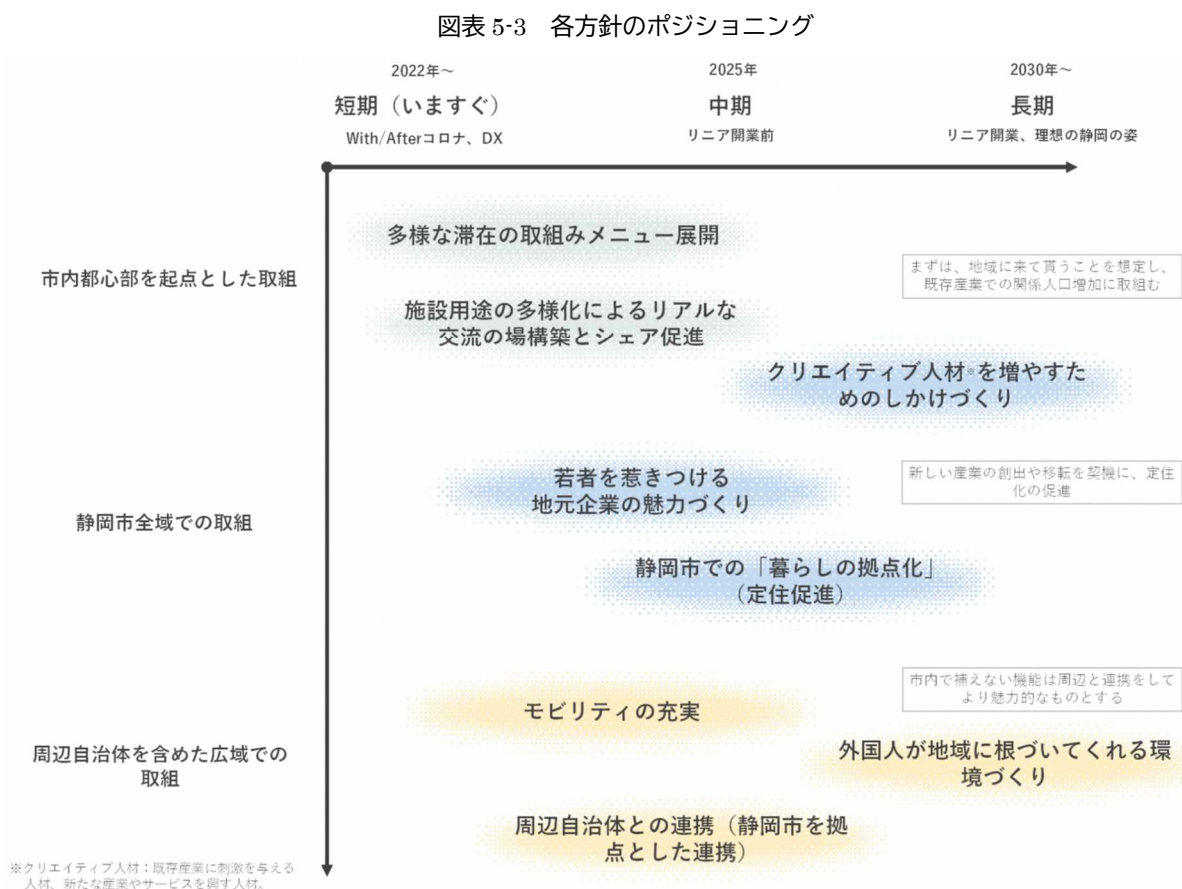 図表 5-3　各方針のポジショニング
2022年～
2025年
2030年～
短期（いますぐ）
中期
長期
With/Afterコロナ、DX
リニア開業前
リニア開業、理想の静岡の姿
多様な滞在の取組みメニュー展開
市内都心部を起点とした取組
まずは、地域に来て貰うことを想定し、
既存産業での関係人口増加に取組む
施設用途の多様化によるリアルな
交流の場構築とシェア促進
クリエイティブ人材※を増やすた
めのしかけづくり
若者を惹きつける
地元企業の魅力づくり
新しい産業の創出や移転を契機に、定住
化の促進
静岡市全域での取組
静岡市での「暮らしの拠点化」
（定住促進）
市内で補えない機能は周辺と連携をして
より魅力的なものとする
モビリティの充実
周辺自治体を含めた広域での
取組
外国人が地域に根づいてくれる環
境づくり
周辺自治体との連携（静岡市を拠
点とした連携）
※クリエイティブ人材：既存産業に刺激を与える
人材、新たな産業やサービスを興す人材。